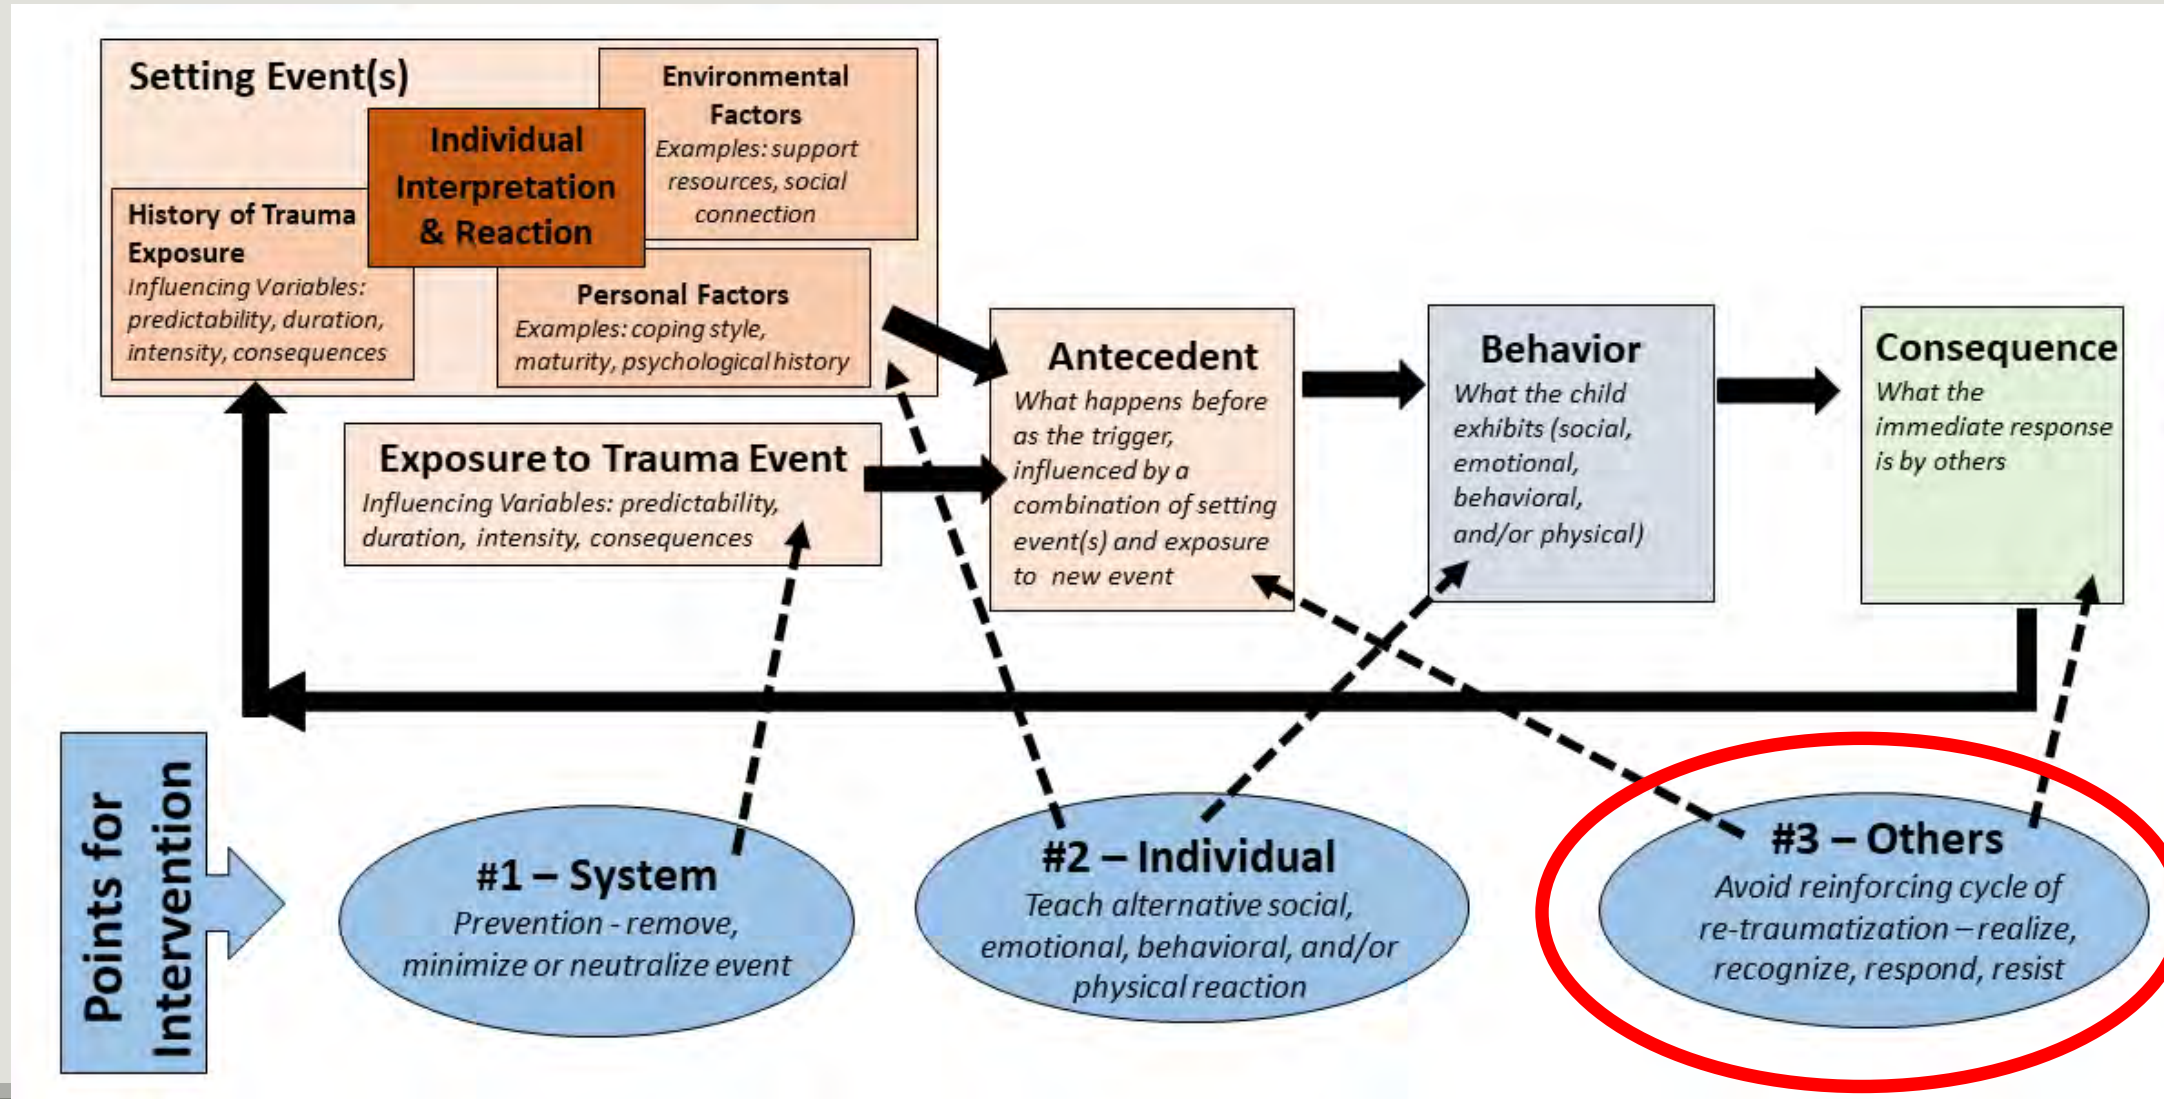 Setting Event(s)
Environmental
Factors
Examples: support
resources, social
connection
Individual
Interpretation
& Reaction
History of Trauma
Exposure
Influencing Variables:
predictability, duration,
intensity, consequences
Personal Factors
Examples: coping style,
maturity, psychological history
Exposure to Trauma Event
Influencing Variables: predictability,
duration, intensity, consequences
Antecedent
What happens before
as the trigger,
influenced by a
combination of setting
event(s) and exposure
to new event
Behavior
What the child
exhibits (social,
emotional,
behavioral,
and/or physical)
Consequence
What the
immediate response
is by others
Points for
Intervention
#1 – System
Prevention - remove,
minimize or neutralize event
#2 – Individual
Teach alternative social,
emotional, behavioral, and/or
physical reaction
#3 – Others
Avoid reinforcing cycle of
re-traumatization – realize,
recognize, respond, resist